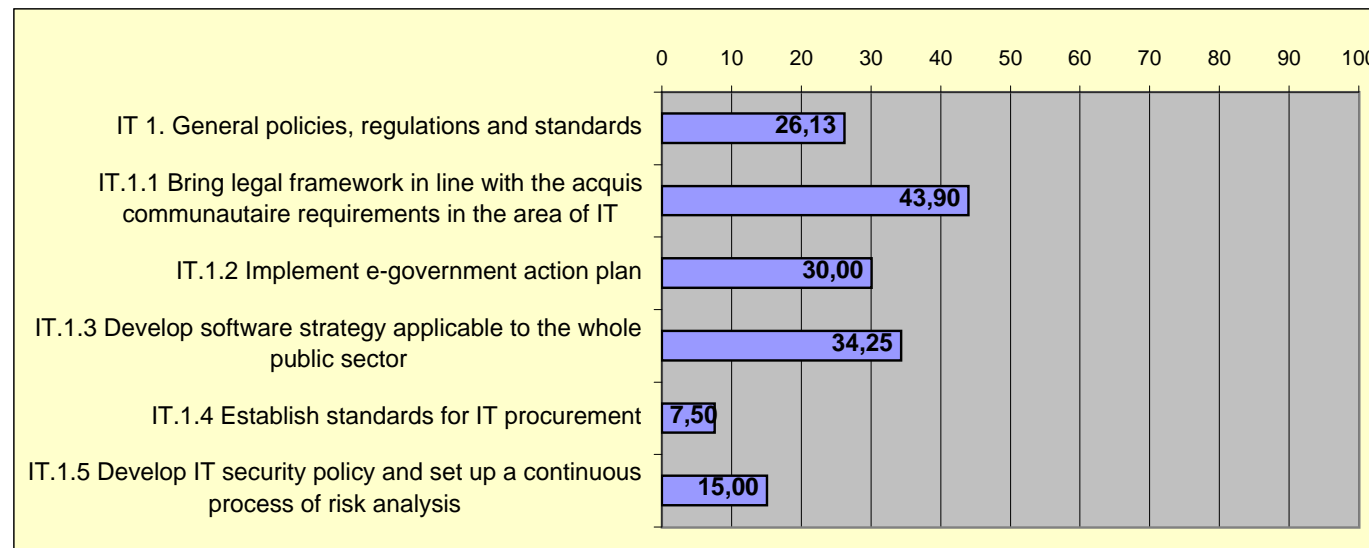 0 10 20 30 40 50 60 70 80 90 100
IT 1. General policies, regulations and standards
26,13
IT.1.1 Bring legal framework in line with the acquis
communautaire requirements in the area of IT
43,90
IT.1.2 Implement e-government action plan
30,00
IT.1.3 Develop software strategy applicable to the whole
public sector
34,25
IT.1.4 Establish standards for IT procurement
7,50
IT.1.5 Develop IT security policy and set up a continuous
process of risk analysis
15,00